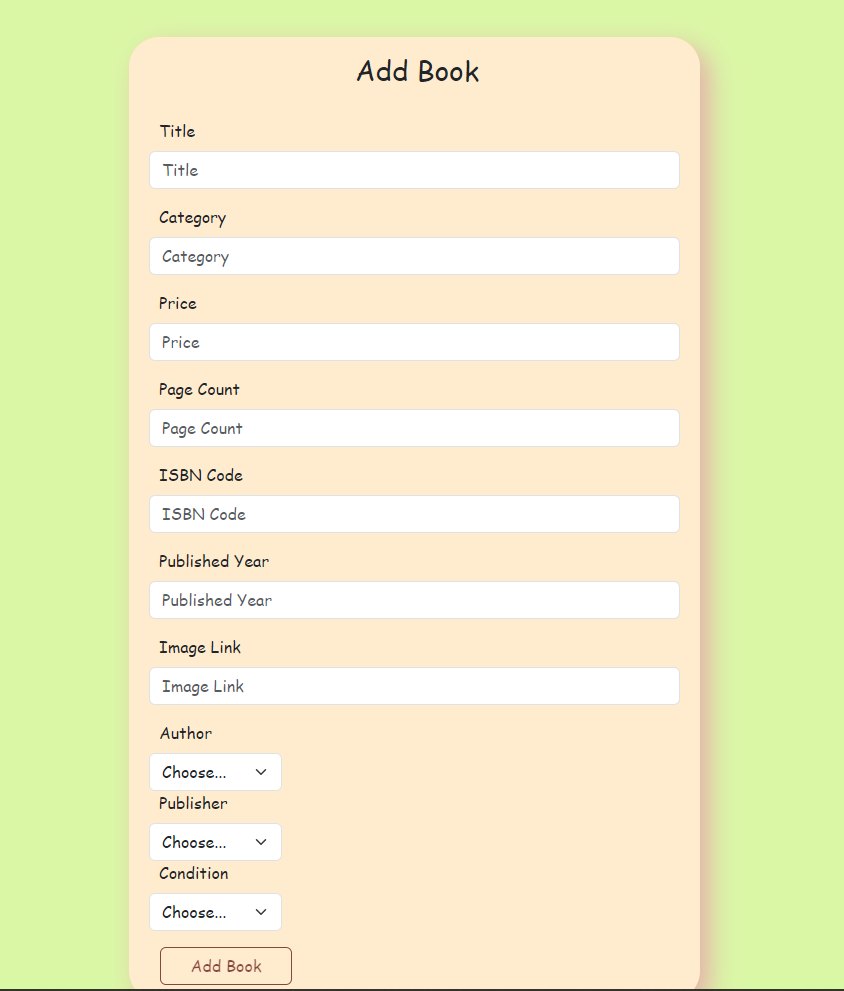 Add Book
Title
Title
Category
Category
Price
Price
Page Count
Page Count
ISBN Code
ISBN Code
Published Year
Published Year
Image Link
Image Link
Author
Choose...
Publisher
Choose...
Condition
Choose...
Add Book